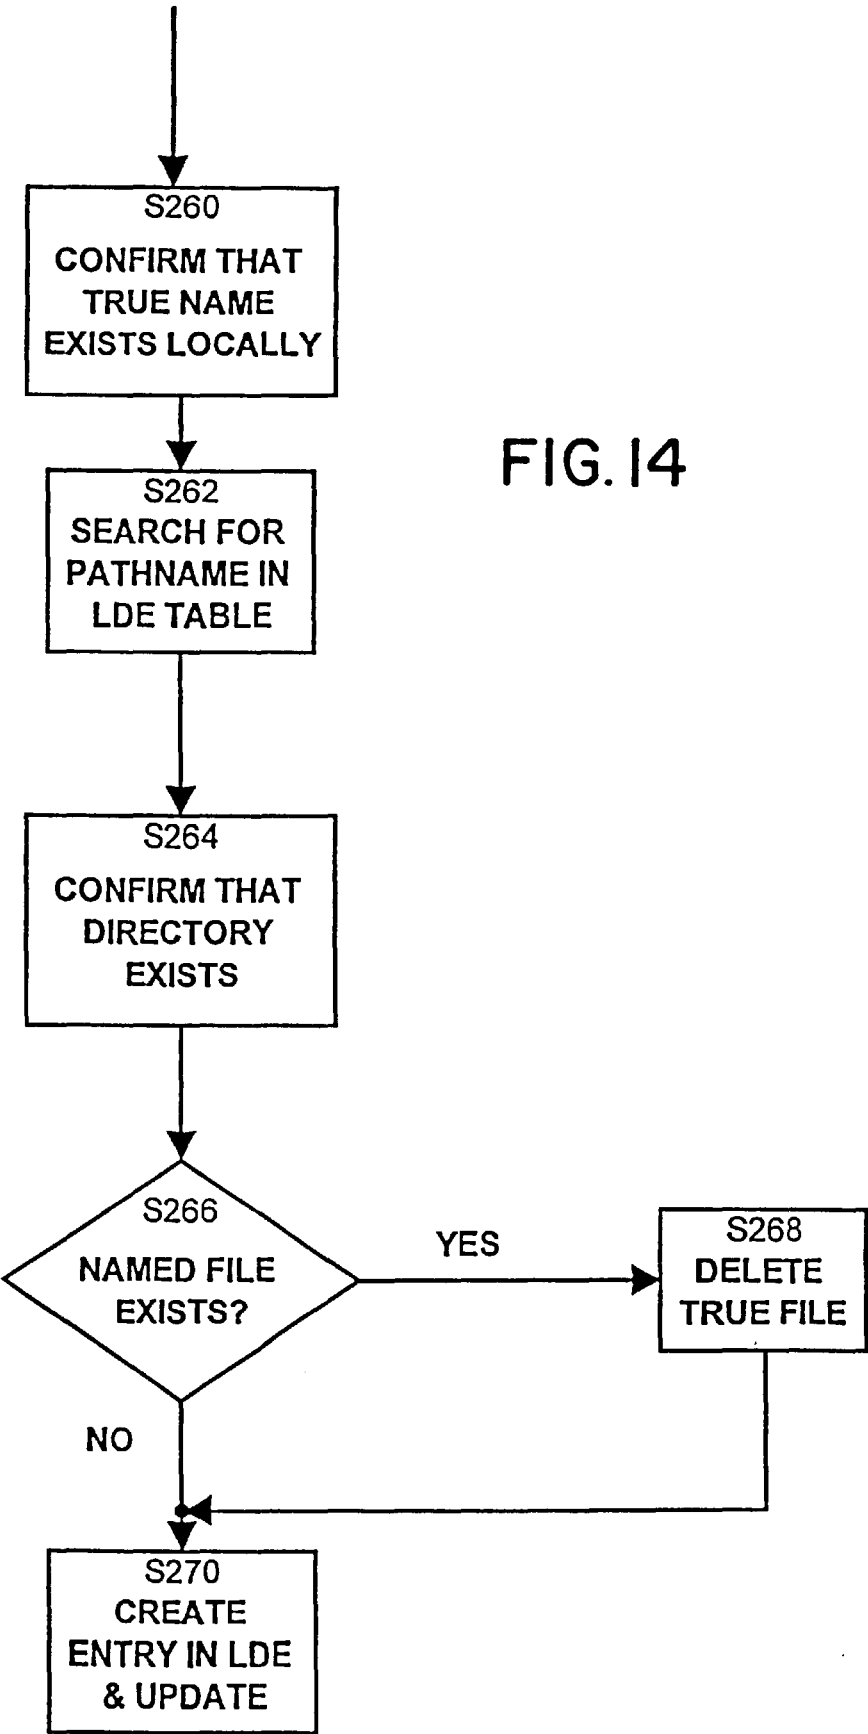 S260
CONFIRM THAT
TRUE NAME
EXISTS LOCALLY
FIG. 14
S262
SEARCH FOR
PATHNAME IN
LDE TABLE
S264
CONFIRM THAT
DIRECTORY
EXISTS
S266
NAMED FILE
EXISTS?
YES
S268
DELETE
TRUE FILE
NO
S270
CREATE
ENTRY IN LDE
& UPDATE